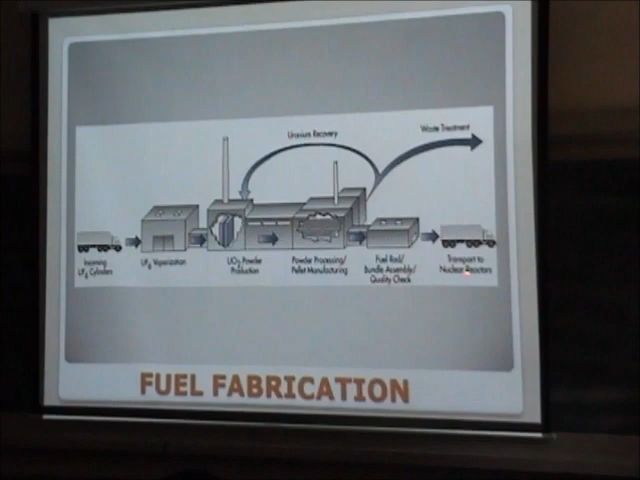 Uranium Recovery
Waste Treatment
Incoming
UF6 Cylinders
UF6 Vaporization
UO2 Powder
Production
Powder Processing/
Pellet Manufacturing
Fuel Rod/
Bundle Assembly/
Quality Check
Transport to
Nuclear Reactors
FUEL FABRICATION